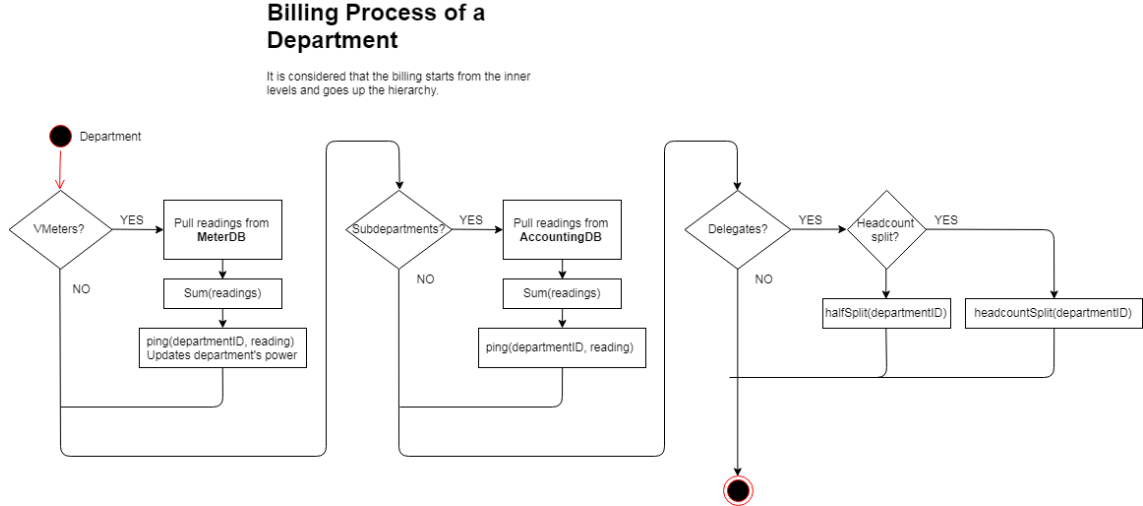 Billing Process of a
Department
It is considered that the billing starts from the inner
levels and goes up the hierarchy.
Department
VMeters?
YES
Pull readings from
MeterDB
NO
Sum(readings)
ping(departmentID, reading)
Updates department's power
Subdepartments?
YES
Pull readings from
AccountingDB
NO
Sum(readings)
ping(departmentID, reading)
Delegates?
YES
NO
Headcount
split?
YES
halfSplit(departmentID)
headcountSplit(departmentID)